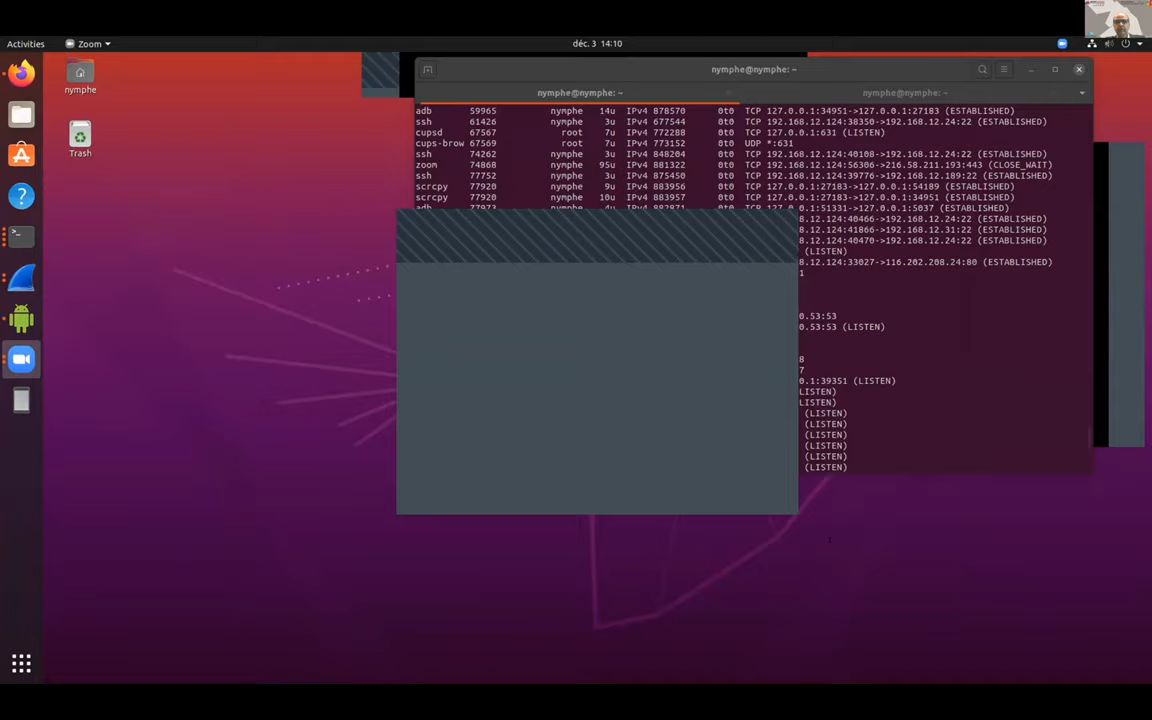 Activities
Zoom
déc. 3 14:10
nymphe
Trash
nymphe@nymphe: ~
nymphe@nymphe: ~
nymphe@nymphe: ~
adb 59965 nymphe 14u IPv4 878570 0t0 TCP 127.0.0.1:34951->127.0.0.1:27183 (ESTABLISHED)
ssh 61426 nymphe 3u IPv4 677544 0t0 TCP 192.168.12.124:38350->192.168.12.24:22 (ESTABLISHED)
cupsd 67567 root 7u IPv4 772288 0t0 TCP 127.0.0.1:631 (LISTEN)
cups-brow 67569 root 7u IPv4 773152 0t0 UDP *:631
ssh 74262 nymphe 3u IPv4 848204 0t0 TCP 192.168.12.124:40108->192.168.12.24:22 (ESTABLISHED)
zoom 74868 nymphe 95u IPv4 881322 0t0 TCP 192.168.12.124:56306->216.58.211.193:443 (CLOSE_WAIT)
ssh 77752 nymphe 3u IPv4 875450 0t0 TCP 192.168.12.124:39776->192.168.12.189:22 (ESTABLISHED)
scrcpy 77920 nymphe 9u IPv4 883956 0t0 TCP 127.0.0.1:27183->127.0.0.1:54189 (ESTABLISHED)
scrcpy 77920 nymphe 10u IPv4 883957 0t0 TCP 127.0.0.1:27183->127.0.0.1:34951 (ESTABLISHED)
adb 77973 nymphe 4u IPv4 882871 0t0 TCP 127.0.0.1:51331->127.0.0.1:5037 (ESTABLISHED)
8.12.124:40466->192.168.12.24:22 (ESTABLISHED)
8.12.124:41866->192.168.12.31:22 (ESTABLISHED)
8.12.124:40470->192.168.12.24:22 (ESTABLISHED)
(LISTEN)
8.12.124:33027->116.202.208.24:80 (ESTABLISHED)
1
0.53:53
0.53:53 (LISTEN)
8
7
0.1:39351 (LISTEN)
LISTEN)
LISTEN)
(LISTEN)
(LISTEN)
(LISTEN)
(LISTEN)
(LISTEN)
(LISTEN)